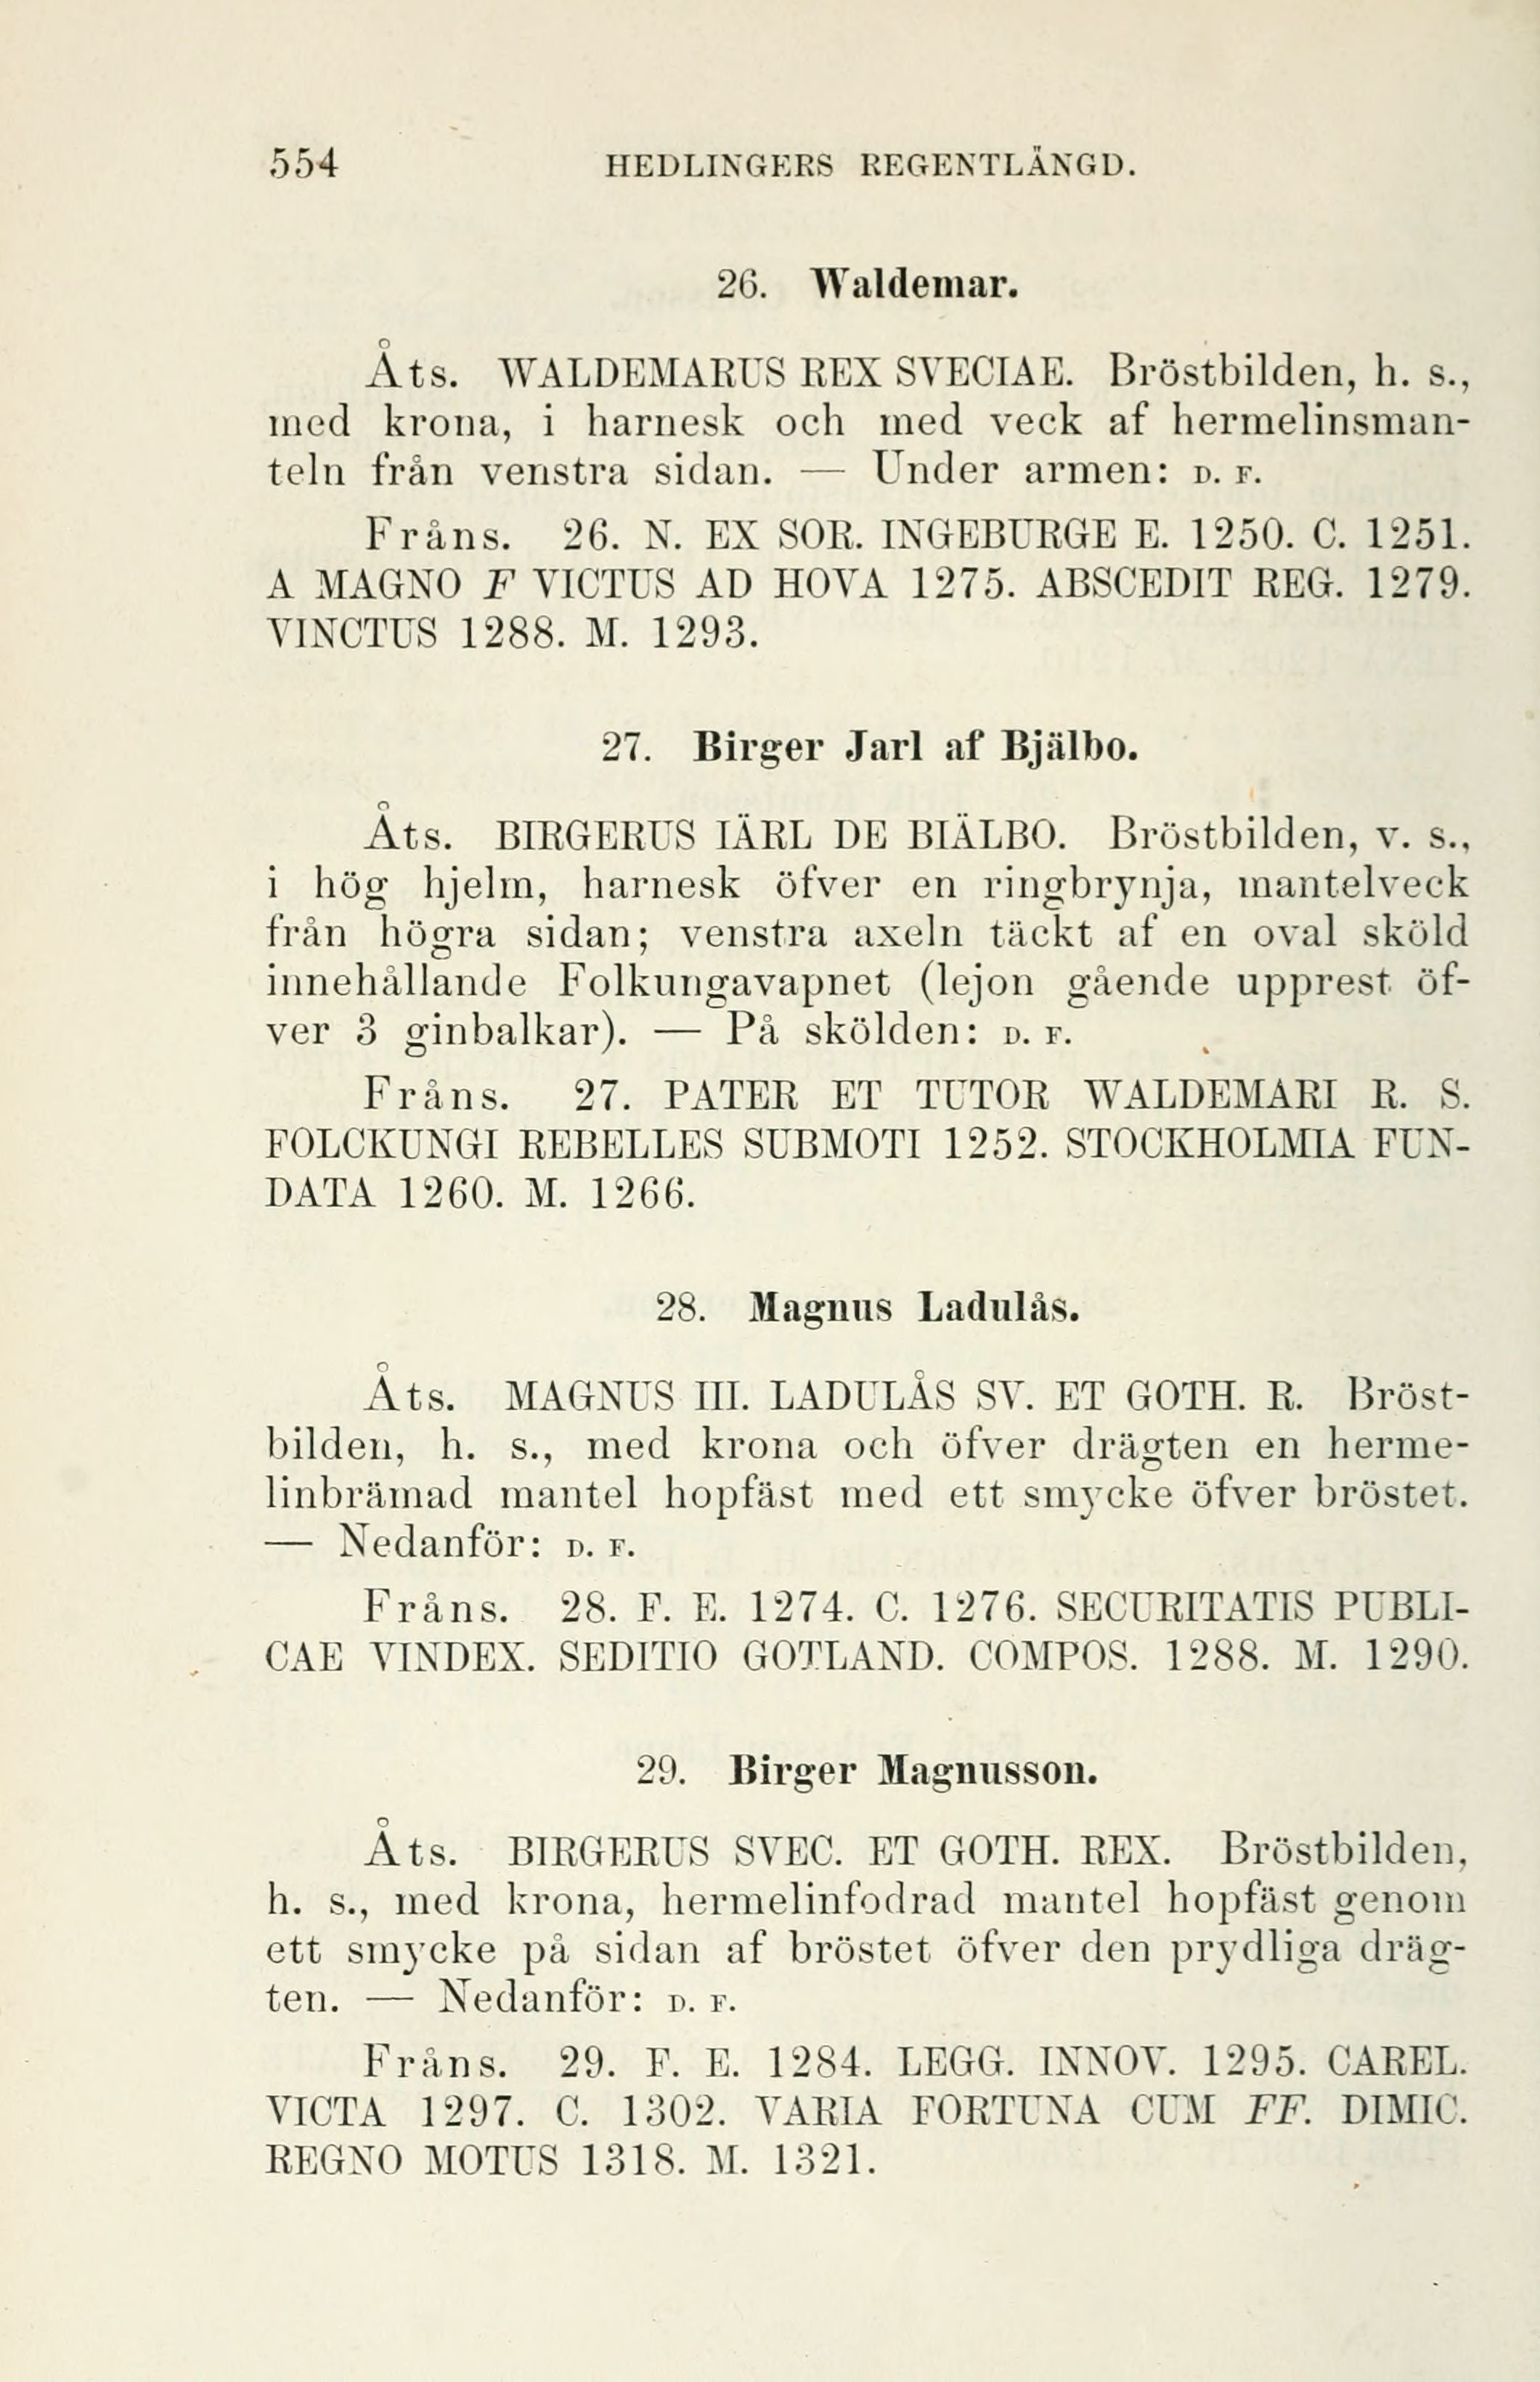 554 HEDLINGERS REGENTLÄNGD.
26. Waldemar.
Åts. WALDEMARUS REX SVECIAE. Bröstbilden, h. s.,
med krona, i harnesk och med veck af hermelinsman-
teln från venstra sidan. — Under armen: D. F.
Fråns. 26. N. EX SOR. INGEBURGE E. 1250. C. 1251.
A MAGNO F VICTUS AD HOVA 1275. ABSCEDIT REG. 1279.
VINCTUS 1288. M. 1293.
27. Birger Jarl af Bjälbo.
Åts. BIRGERUS IÄRL DE BIÄLBO. Bröstbilden, v. s.,
i hög hjelm, harnesk öfver en ringbrynja, mantelveck
från högra sidan; venstra axeln täckt af en oval sköld
innehållande Folkungavapnet (lejon gående upprest öf-
ver 3 ginbalkar). — På skölden: D. F.
Fråns. 27. PATER ET TUTOR WALDEMARI R. S.
FOLCKUNGI REBELLES SUBMOTI 1252. STOCKHOLMIA FUN-
DATA 1260. M. 1266.
28. Magnus Ladulås.
Åts. MAGNUS III. LADULÅS SV. ET GOTH. R. Bröst-
bilden, h. s., med krona och öfver drägten en herme-
linbrämad mantel hopfäst med ett smycke öfver bröstet.
— Nedanför: D. F.
Fråns. 28. F. E. 1274. C. 1276. SECURITATIS PUBLI-
CAE VINDEX. SEDITIO GOTLAND. COMPOS. 1288. M. 1290.
29. Birger Magnusson.
Åts. BIRGERUS SVEC. ET GOTH. REX. Bröstbilden,
h. s., med krona, hermelinfodrad mantel hopfäst genom
ett smycke på sidan af bröstet öfver den prydliga dräg-
ten. — Nedanför: D. F.
Fråns. 29. F. E. 1284. LEGG. INNOV. 1295. CAREL.
VICTA 1297. C. 1302. VARIA FORTUNA CUM FF. DIMIC.
REGNO MOTUS 1318. M. 1321.